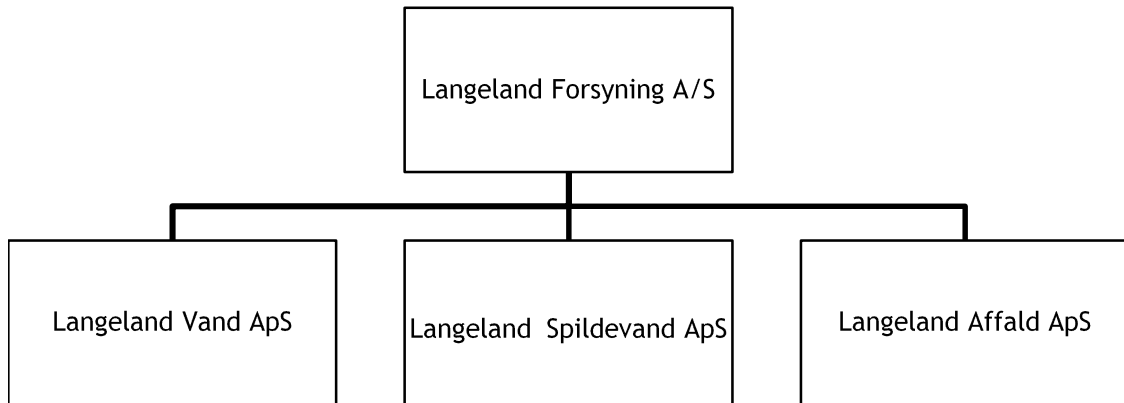 Langeland Forsyning A/S
Langeland Vand ApS
Langeland Spildevand ApS
Langeland Affald ApS